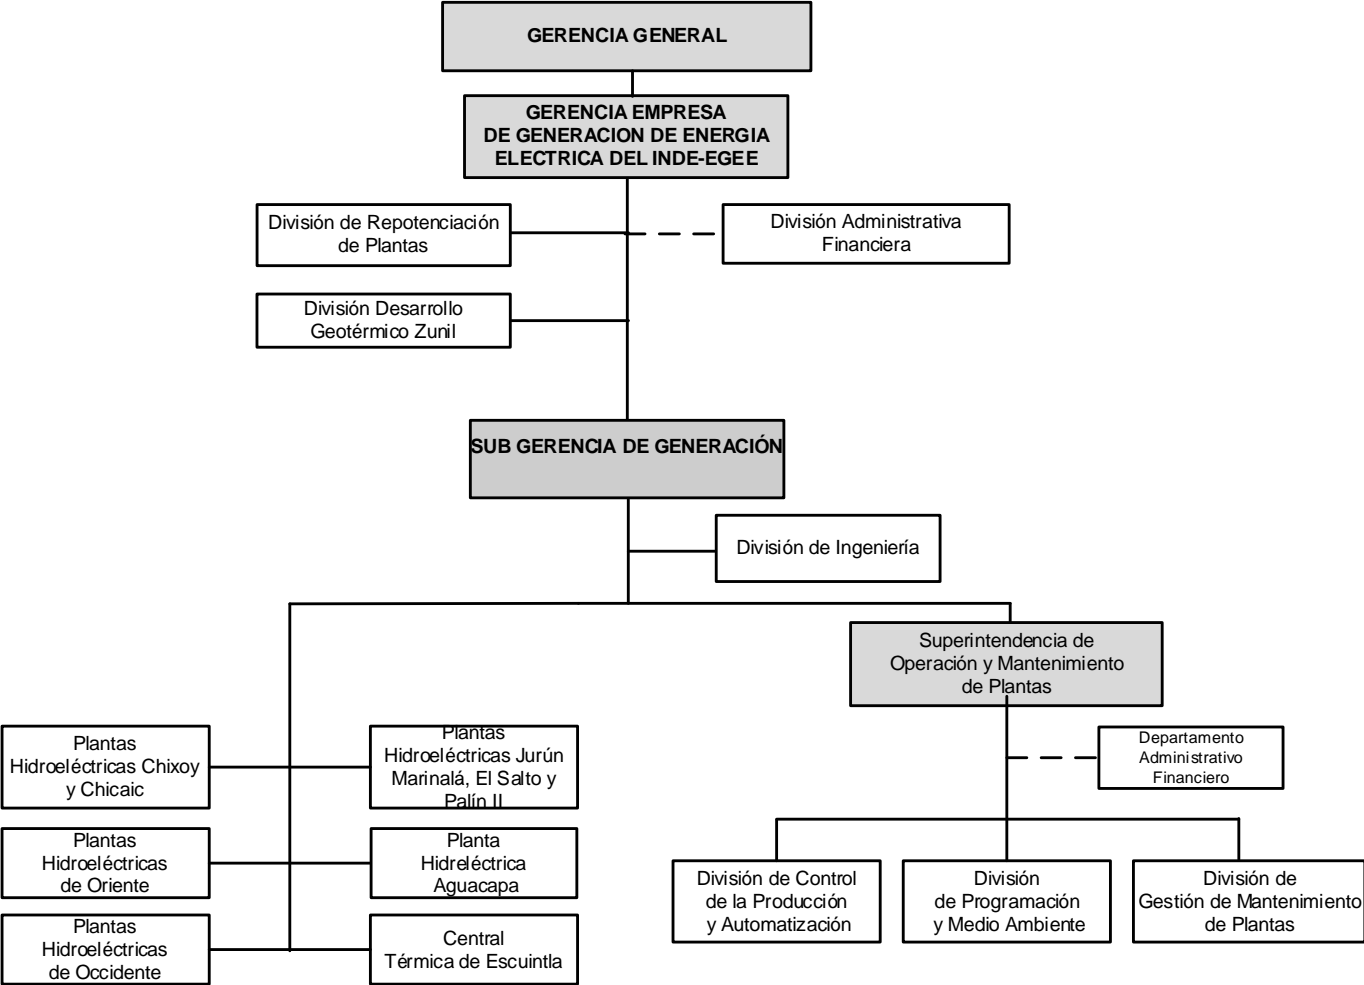 GERENCIA GENERAL
GERENCIA EMPRESA
DE GENERACION DE ENERGIA
ELECTRICA DEL INDE-EGEE
División de Repotenciación
de Plantas
División Administrativa
Financiera
División Desarrollo
Geotérmico Zunil
SUB GERENCIA DE GENERACIÓN
División de Ingeniería
Superintendencia de
Operación y Mantenimiento
de Plantas
Plantas
Hidroeléctricas Chixoy
y Chicaic
Plantas
Hidroeléctricas Jurún
Marinalá, El Salto y
Palín II
Departamento
Administrativo
Financiero
Plantas
Hidroeléctricas
de Oriente
Planta
Hidreléctrica
Aguacapa
División de Control
de la Producción
y Automatización
División
de Programación
y Medio Ambiente
División de
Gestión de Mantenimiento
de Plantas
Plantas
Hidroeléctricas
de Occidente
Central
Térmica de Escuintla